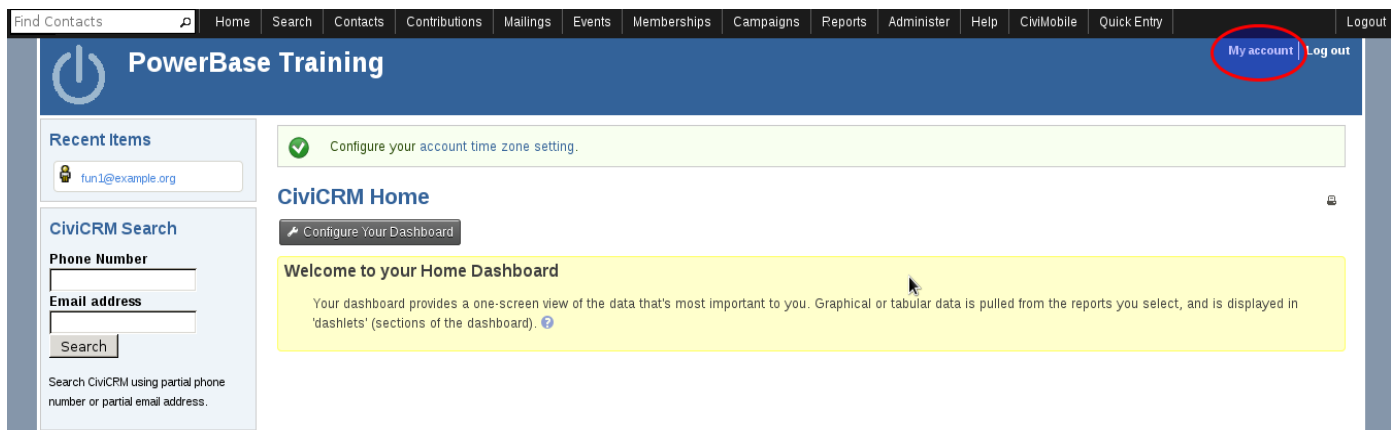 Find Contacts Home Search Contacts Contributions Mailings Events Memberships Campaigns Reports Administer Help CiviMobile Quick Entry Logout
PowerBase Training
My account Log out
Recent Items
fun1@example.org
CiviCRM Search
Phone Number
Email address
Search
Search CiviCRM using partial phone
number or partial email address.
Configure your account time zone setting.
CiviCRM Home
Configure Your Dashboard
Welcome to your Home Dashboard
Your dashboard provides a one-screen view of the data that's most important to you. Graphical or tabular data is pulled from the reports you select, and is displayed in
'dashlets' (sections of the dashboard). ?